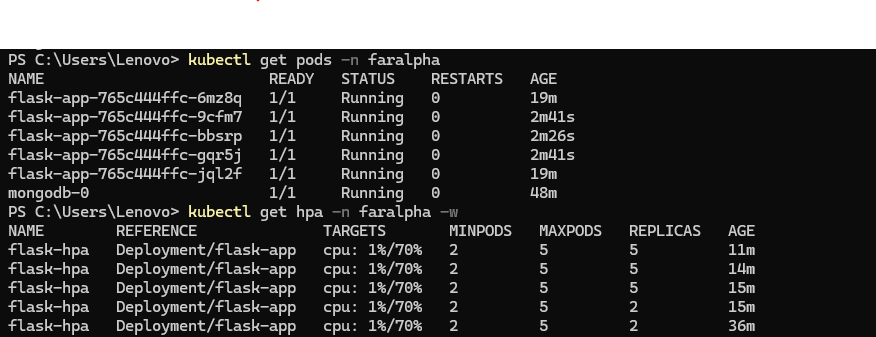 PS C:\Users\Lenovo> kubectl get pods -n faralpha
NAME READY STATUS RESTARTS AGE
flask-app-765c444ffc-6mz8q 1/1 Running 0 19m
flask-app-765c444ffc-9cfm7 1/1 Running 0 2m41s
flask-app-765c444ffc-bbsrp 1/1 Running 0 2m26s
flask-app-765c444ffc-gqr5j 1/1 Running 0 2m41s
flask-app-765c444ffc-jql2f 1/1 Running 0 19m
mongodb-0 1/1 Running 0 48m
PS C:\Users\Lenovo> kubectl get hpa -n faralpha -w
NAME REFERENCE TARGETS MINPODS MAXPODS REPLICAS AGE
flask-hpa Deployment/flask-app cpu: 1%/70% 2 5 5 11m
flask-hpa Deployment/flask-app cpu: 1%/70% 2 5 5 14m
flask-hpa Deployment/flask-app cpu: 1%/70% 2 5 5 15m
flask-hpa Deployment/flask-app cpu: 1%/70% 2 5 2 15m
flask-hpa Deployment/flask-app cpu: 1%/70% 2 5 2 36m